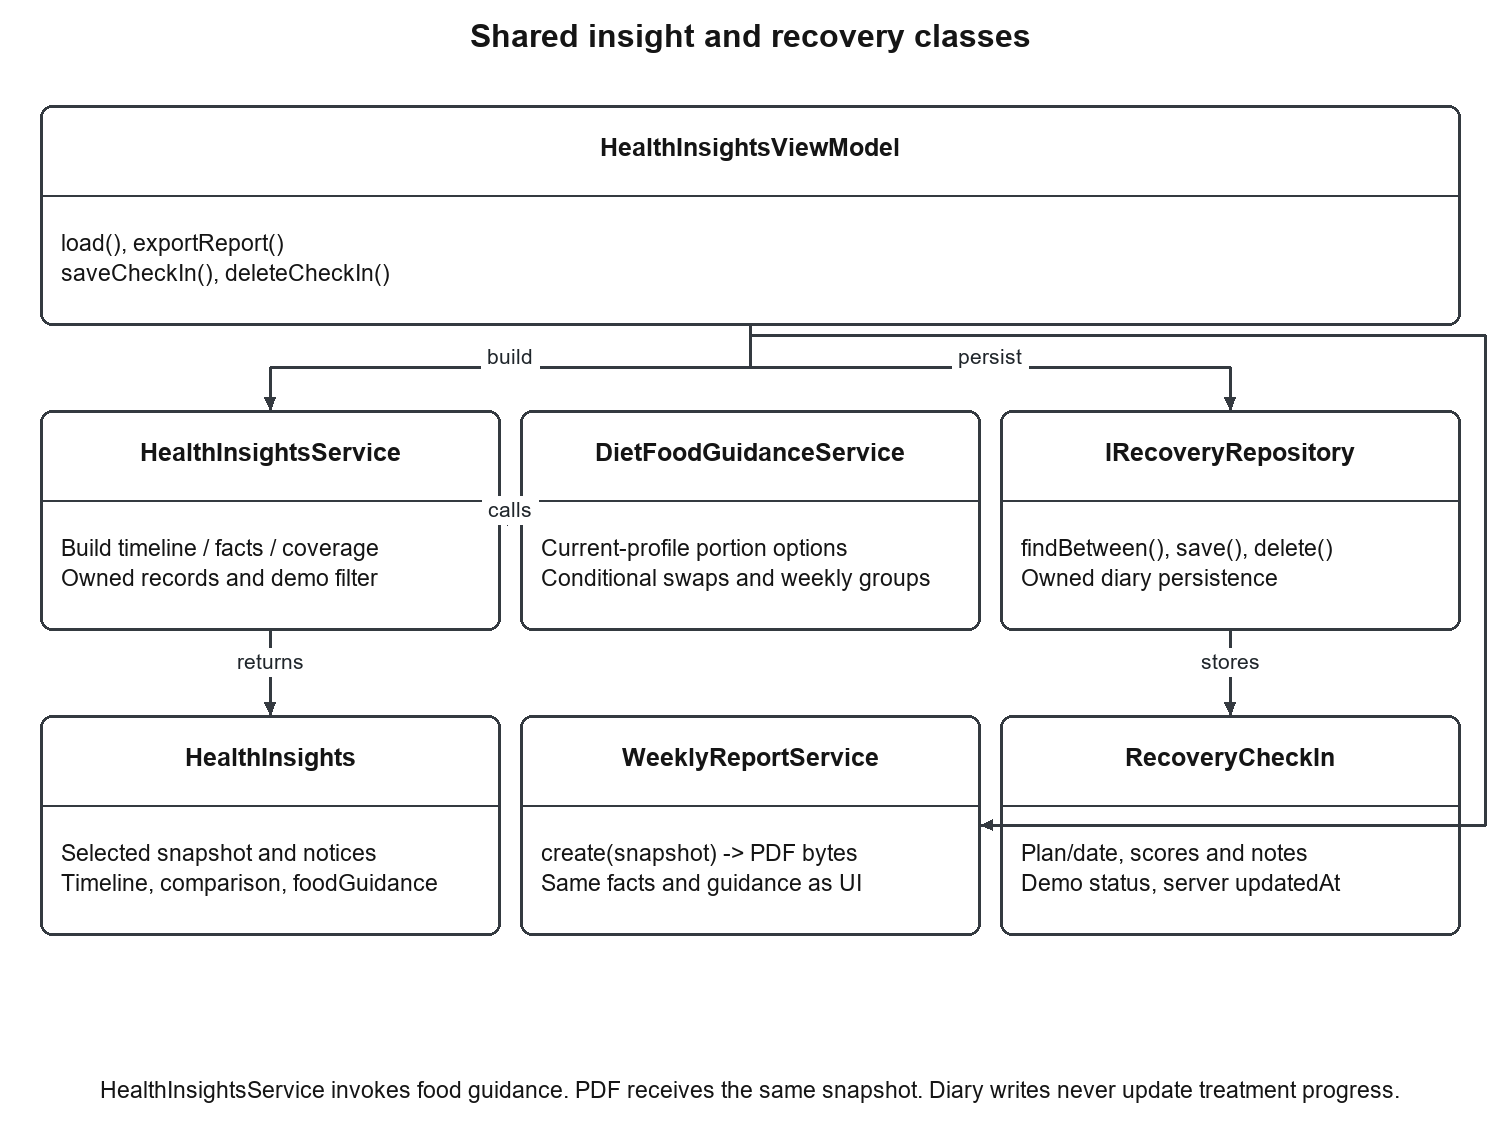 Shared insight and recovery classes
HealthInsightsViewModel
load(), exportReport()
saveCheckIn(), deleteCheckIn()
build
persist
HealthInsightsService
Build timeline / facts / coverage
Owned records and demo filter
calls
DietFoodGuidanceService
Current-profile portion options
Conditional swaps and weekly groups
IRecoveryRepository
findBetween(), save(), delete()
Owned diary persistence
returns
stores
HealthInsights
Selected snapshot and notices
Timeline, comparison, foodGuidance
WeeklyReportService
create(snapshot) -> PDF bytes
Same facts and guidance as UI
RecoveryCheckIn
Plan/date, scores and notes
Demo status, server updatedAt
HealthInsightsService invokes food guidance. PDF receives the same snapshot. Diary writes never update treatment progress.